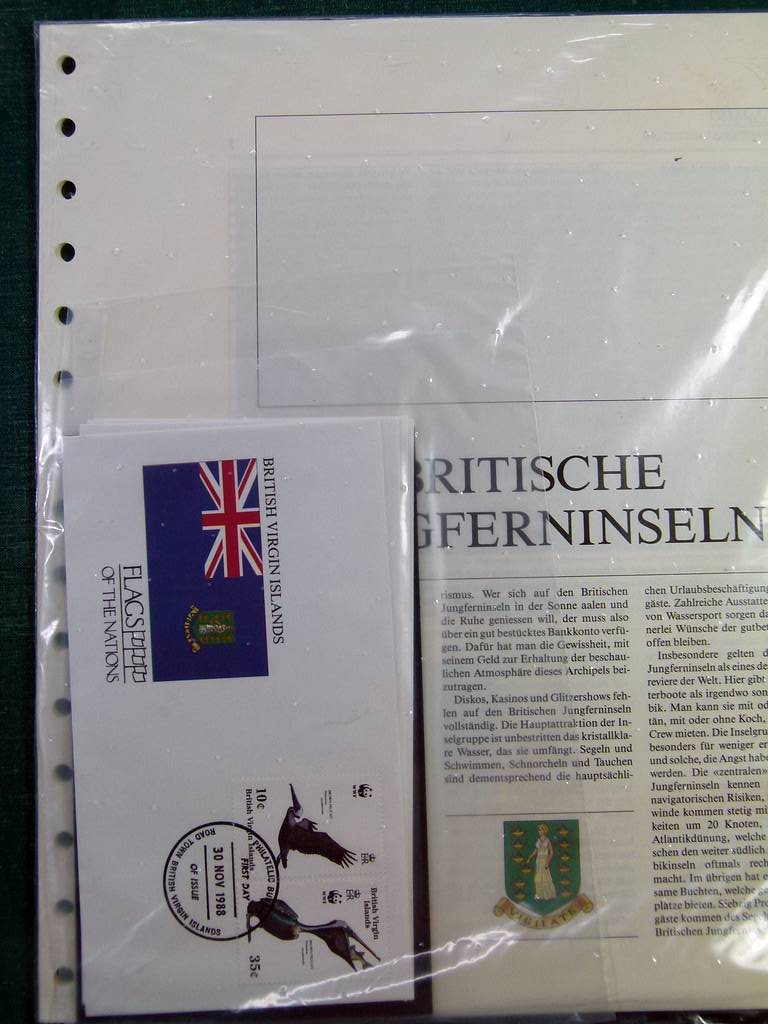 BRITISCHE
GFERNINSELN
rismus. Wer sich auf den Britischen
Jungferninseln in der Sonne aalen und
die Ruhe geniessen will, der muss also
über ein gut bestücktes Bankkonto verfü-
gen. Dafür hat man die Gewissheit, mit
seinem Geld zur Erhaltung der beschau-
lichen Atmosphäre dieses Archipels bei-
zutragen.
Diskos, Kasinos und Glitzershows feh-
len auf den Britischen Jungferninseln
vollständig. Die Hauptattraktion der In-
selgruppe ist unbestritten das kristallkla-
re Wasser, das sie umfängt. Segeln und
Schwimmen, Schnorcheln und Tauchen
sind dementsprechend die hauptsächli-
chen Urlaubsbeschäftigung
gäste. Zahlreiche Ausstatte
von Wassersport sorgen da
nerlei Wünsche der gutbet
offen bleiben.
Insbesondere gelten d
Jungferninseln als eines de
reviere der Welt. Hier gibt
terboote als irgendwo son
bik. Man kann sie mit od
tän, mit oder ohne Koch,
Crew mieten. Die Inselgru
besonders für weniger er
und solche, die Angst habe
werden. Die «zentralen»
Jungferninseln kennen
navigatorischen Risiken,
winde kommen stetig mi
keiten um 20 Knoten,
Atlantikdünung, welche
schen den weiter südlich
bikinseln oftmals rech
macht. Im übrigen hat e
same Buchten, welche ge
plätze bieten. Siebzig Pro
gäste kommen des Seg
Britischen Jungfernins
VIGILATE
BRITISH VIRGIN ISLANDS
FLAGS
OF THE NATIONS
WWF
10c
British Virgin Islands
WWF
British Virgin
Islands
35c
PHILATELIC BU
FIRST DAY
30 NOV 1988
OF ISSUE
ROAD TOWN BRITISH VIRGIN ISLANDS